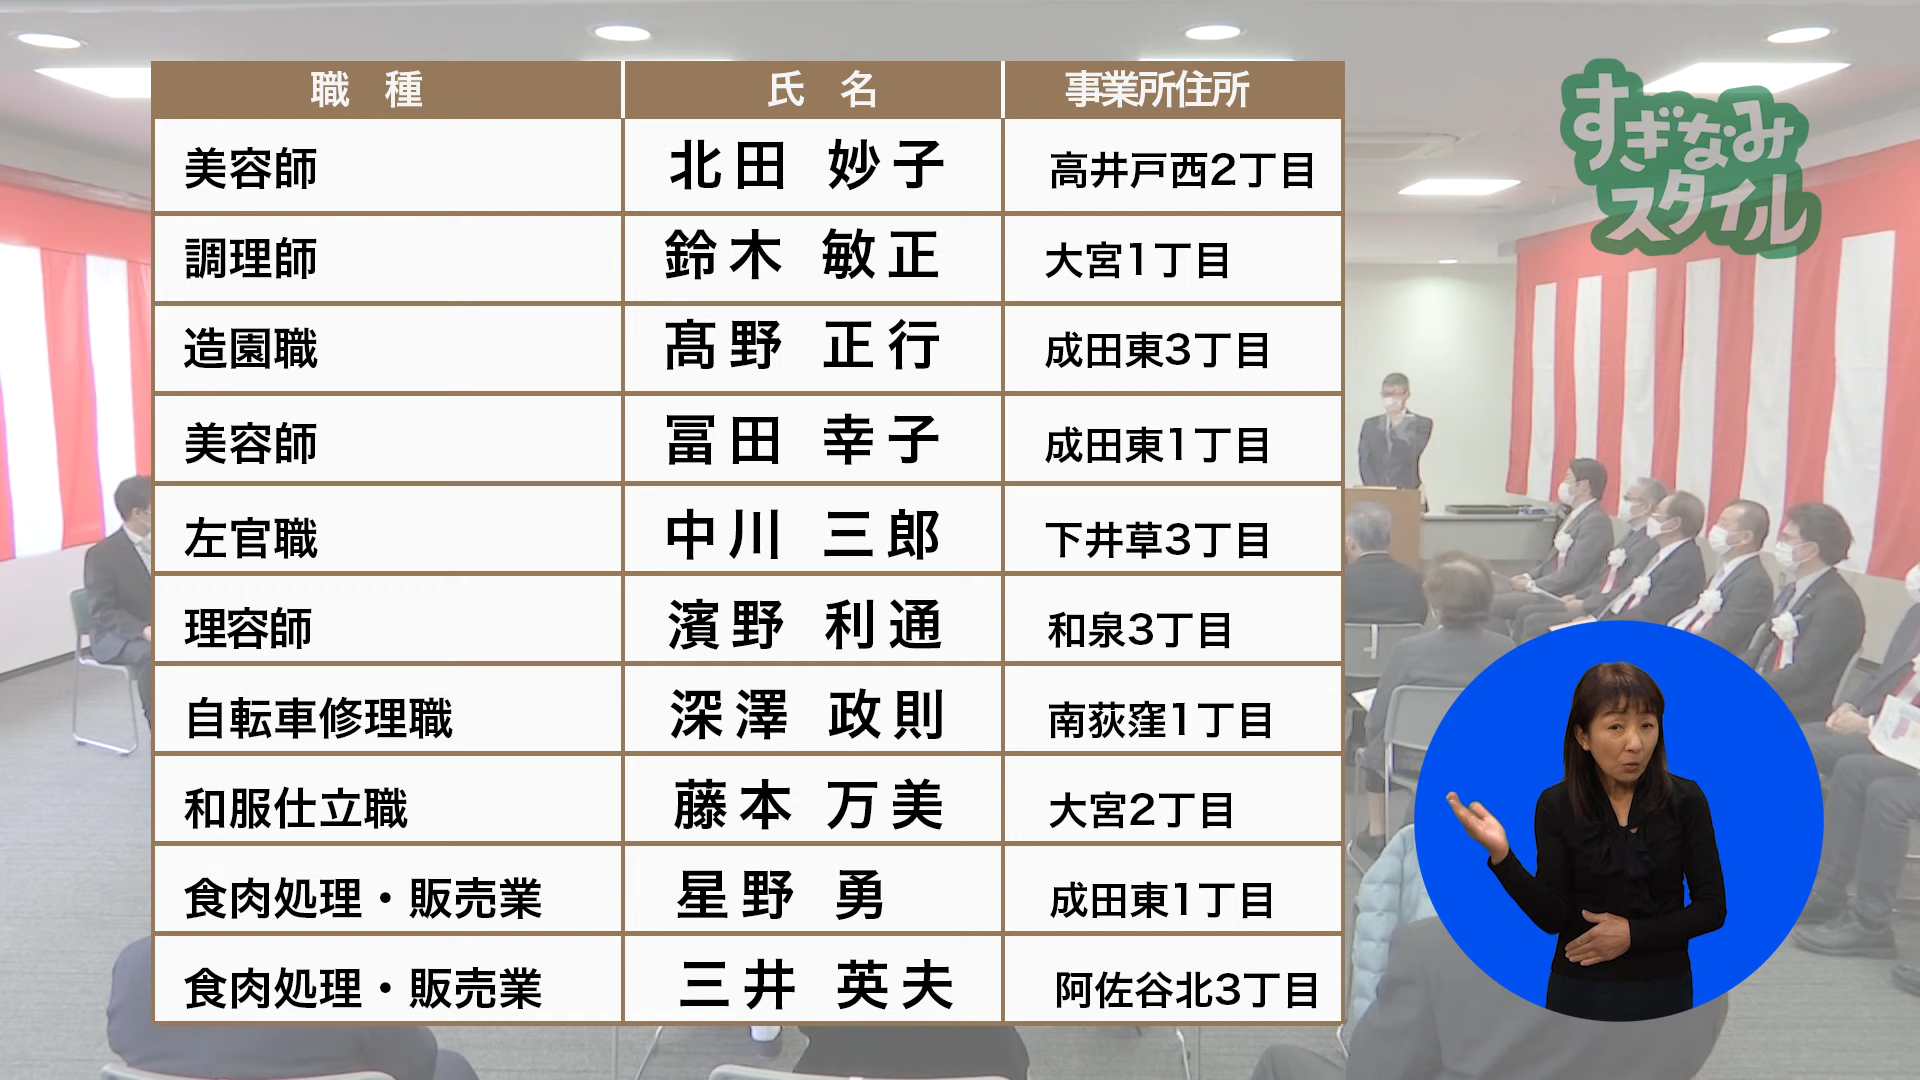 職種 氏名 事業所住所
美容師 北田 妙子 高井戸西2丁目
調理師 鈴木 敏正 大宮1丁目
造園職 髙野 正行 成田東3丁目
美容師 冨田 幸子 成田東1丁目
左官職 中川 三郎 下井草3丁目
理容師 濱野 利通 和泉3丁目
自転車修理職 深澤 政則 南荻窪1丁目
和服仕立職 藤本 万美 大宮2丁目
食肉処理・販売業 星野 勇 成田東1丁目
食肉処理・販売業 三井 英夫 阿佐谷北3丁目
すぎなみ
スタイル